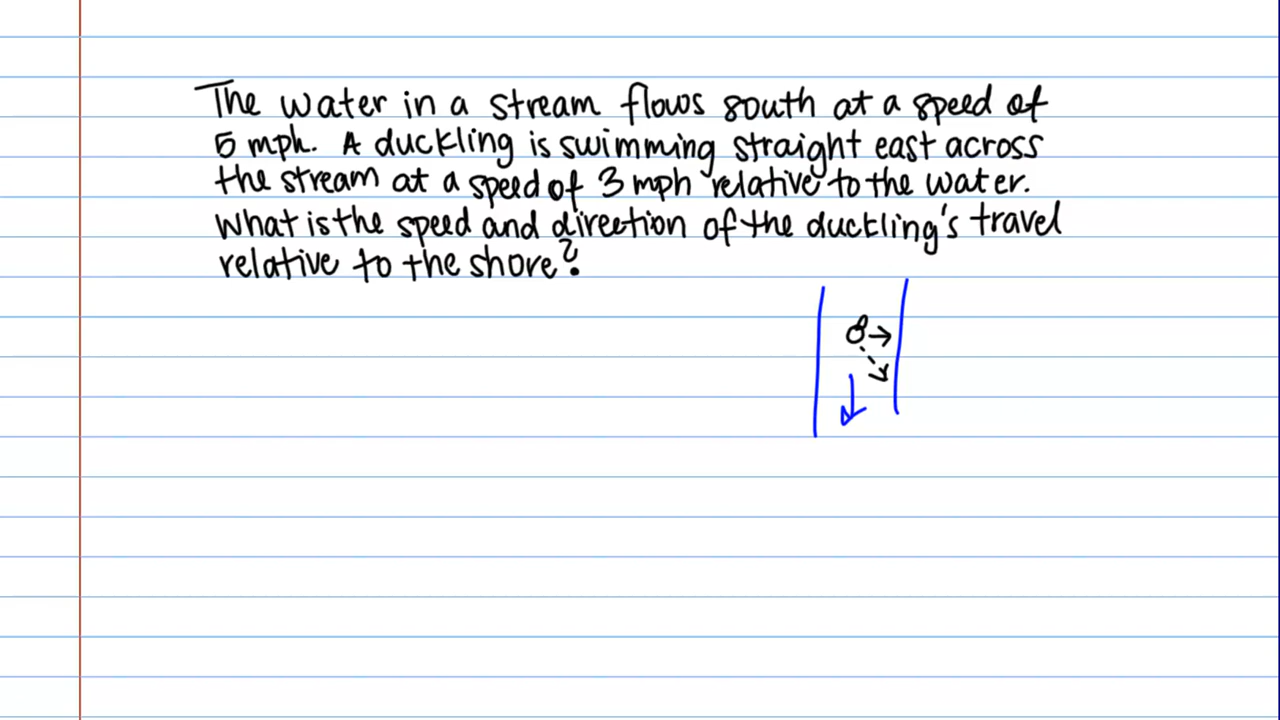 The water in a stream flows south at a speed of
5 mph. A duckling is swimming straight east across
the stream at a speed of 3 mph relative to the water.
What is the speed and direction of the duckling's travel
relative to the shore?